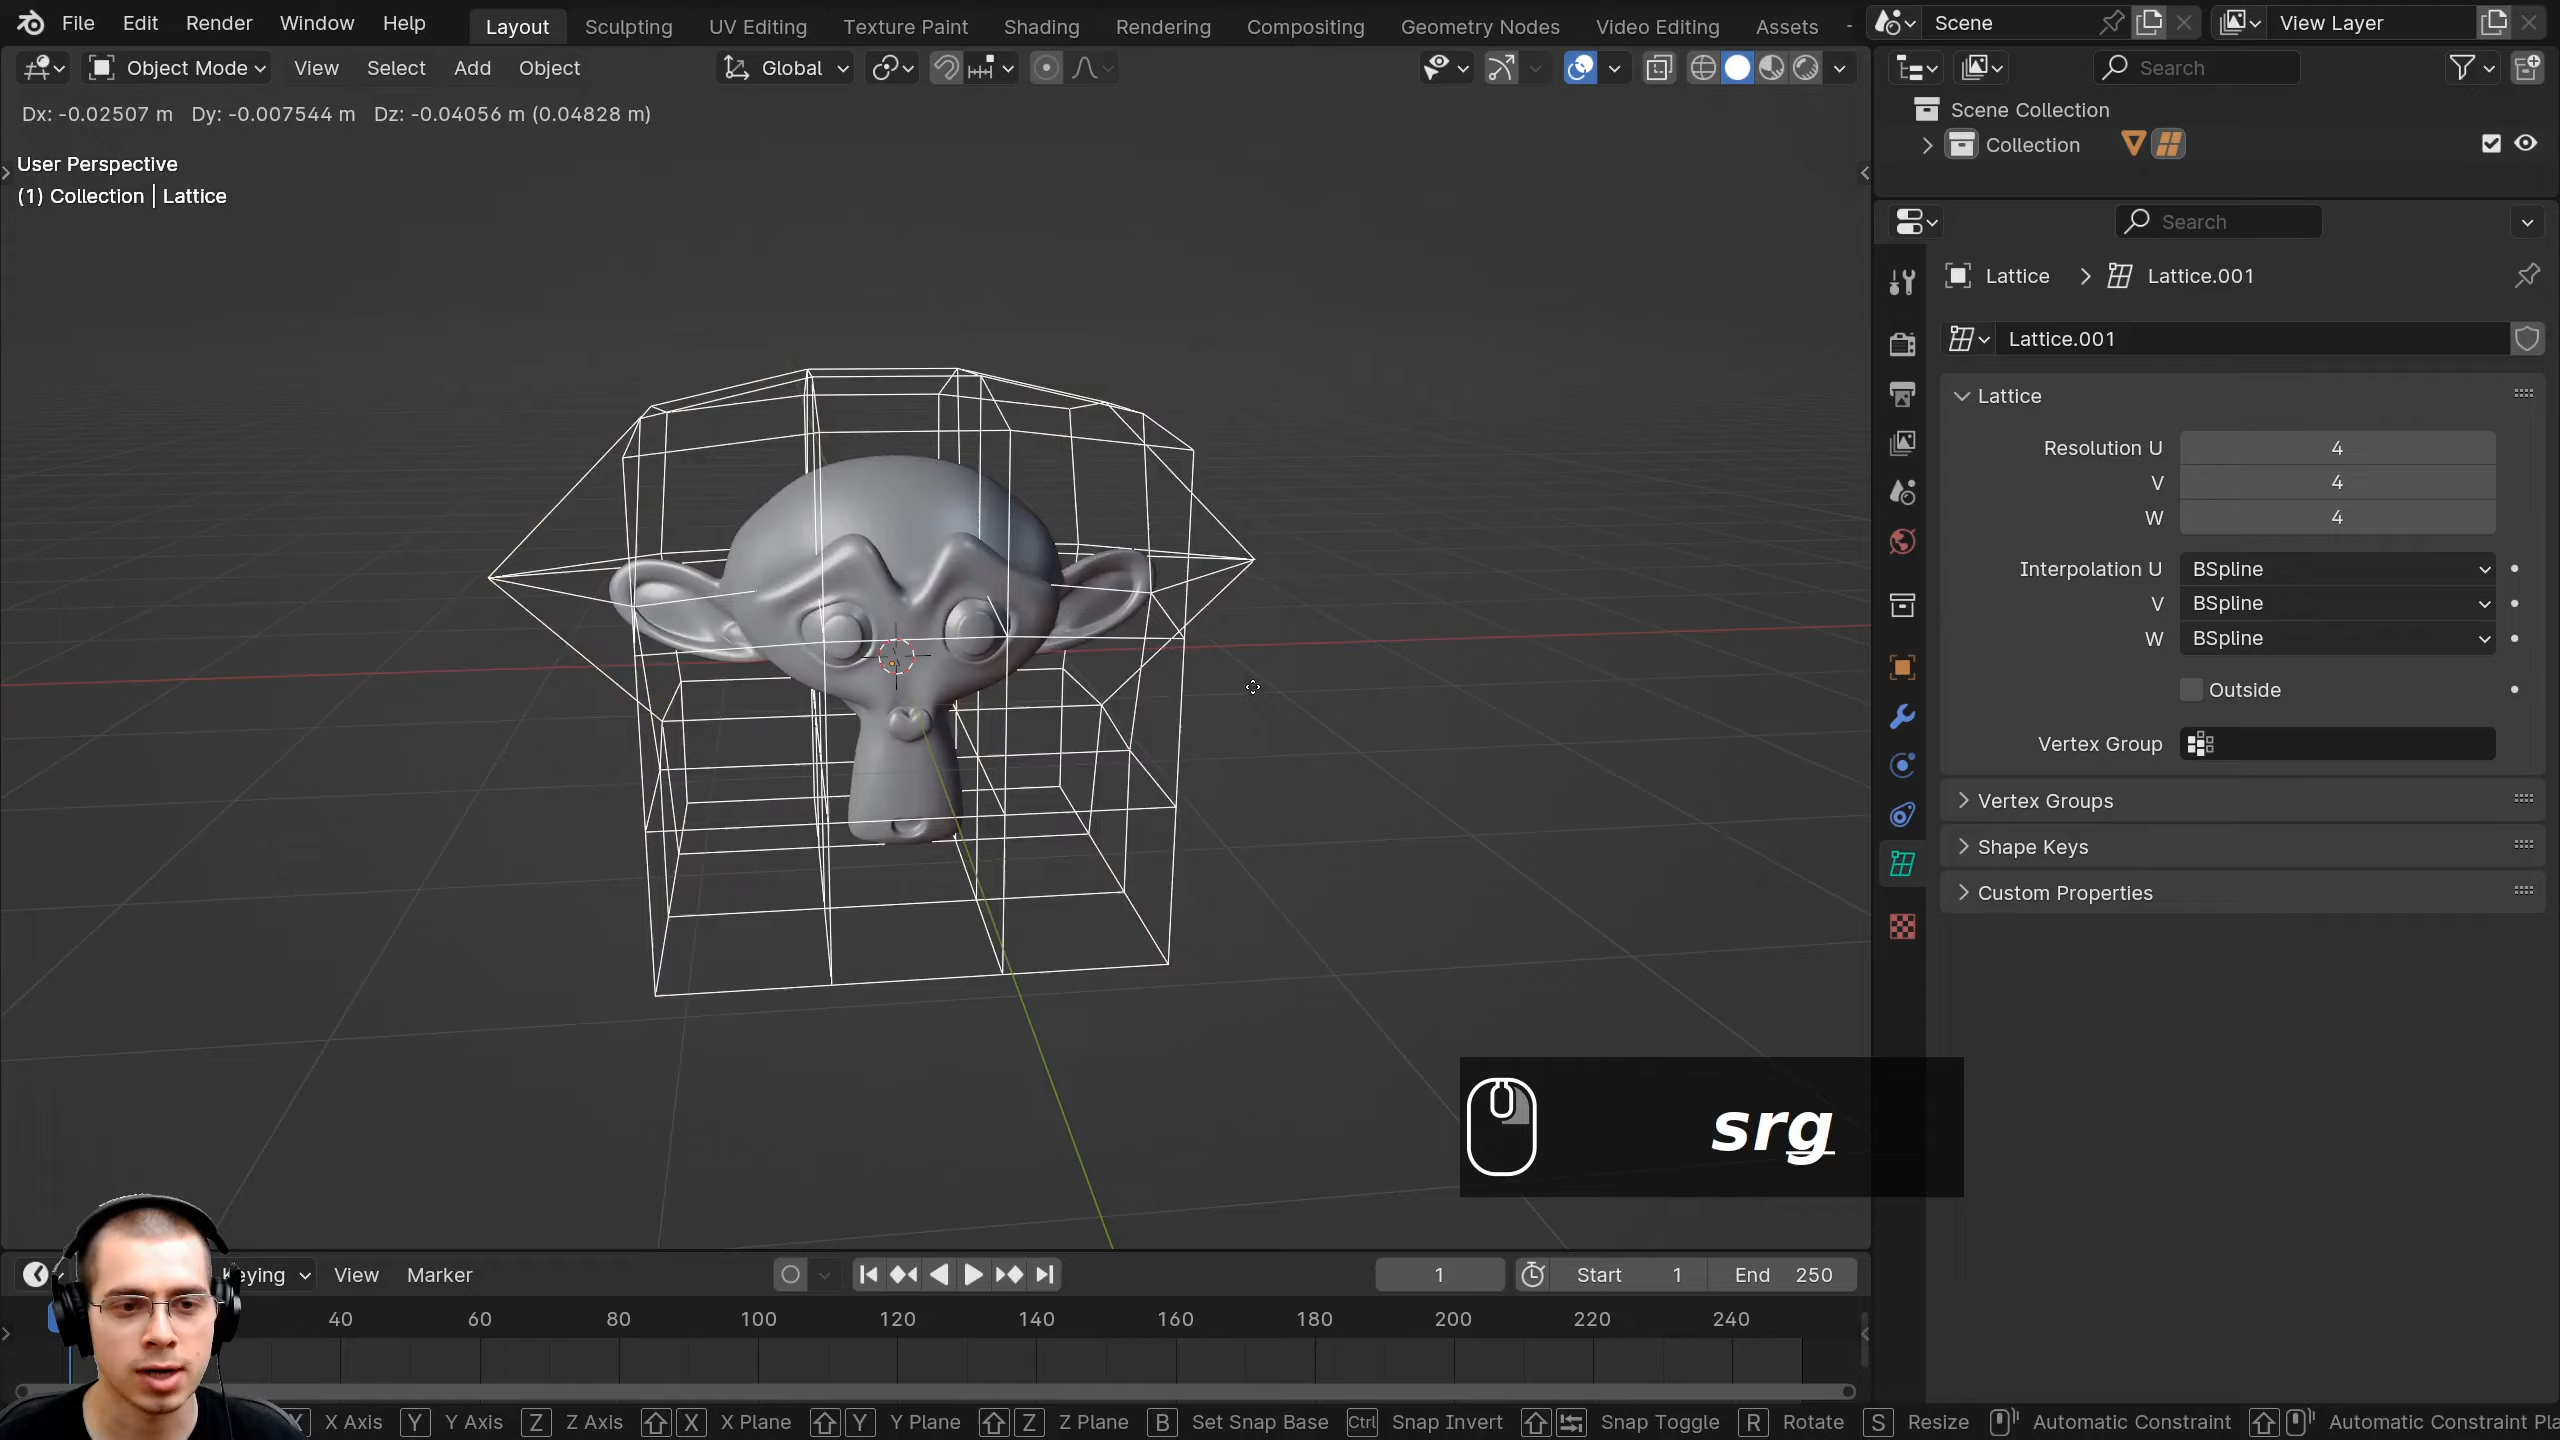 File Edit Render Window Help Layout Sculpting UV Editing Texture Paint Shading Rendering Compositing Geometry Nodes Video Editing Assets Scene View Layer
Object Mode View Select Add Object Global Search
Dx: -0.02507 m Dy: -0.007544 m Dz: -0.04056 m (0.04828 m)
User Perspective
(1) Collection | Lattice
Scene Collection
Collection
Search
Lattice > Lattice.001
Lattice.001
Lattice
Resolution U 4
V 4
W 4
Interpolation U BSpline
V BSpline
W BSpline
Outside
Vertex Group
Vertex Groups
Shape Keys
Custom Properties
srg
Keying View Marker 1 Start 1 End 250
40 60 80 100 120 140 160 180 200 220 240
X X Axis Y Y Axis Z Z Axis X X Plane Y Y Plane Z Z Plane B Set Snap Base Ctrl Snap Invert Snap Toggle R Rotate S Resize Automatic Constraint Automatic Constraint Pla